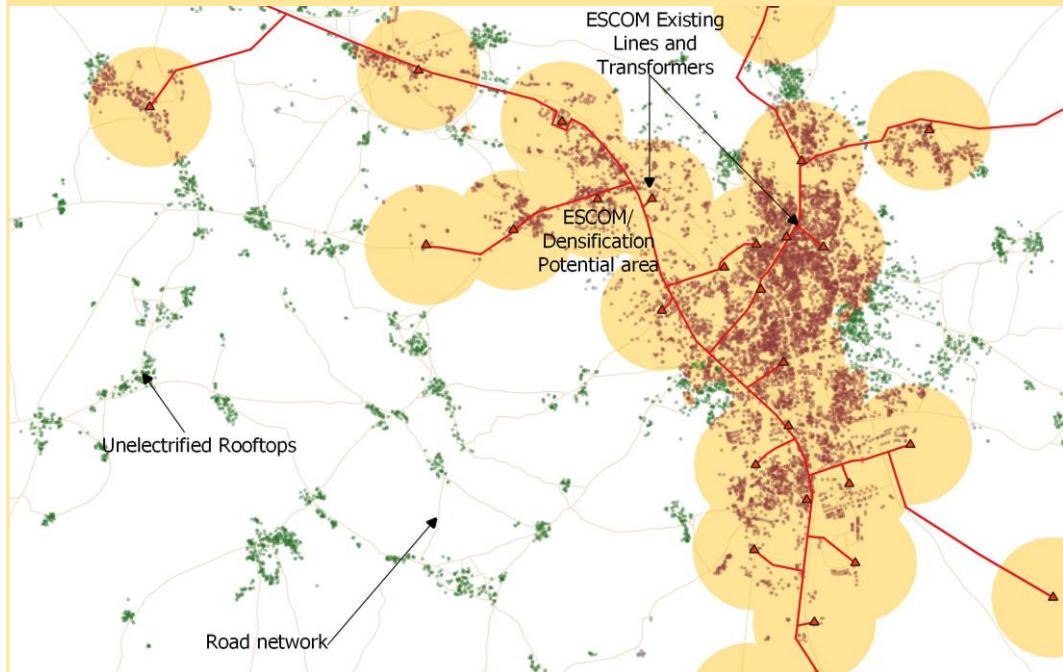 ESCOM Existing
Lines and
Transformers
ESCOM/
Densification
Potential area
Unelectrified Rooftops
Road network